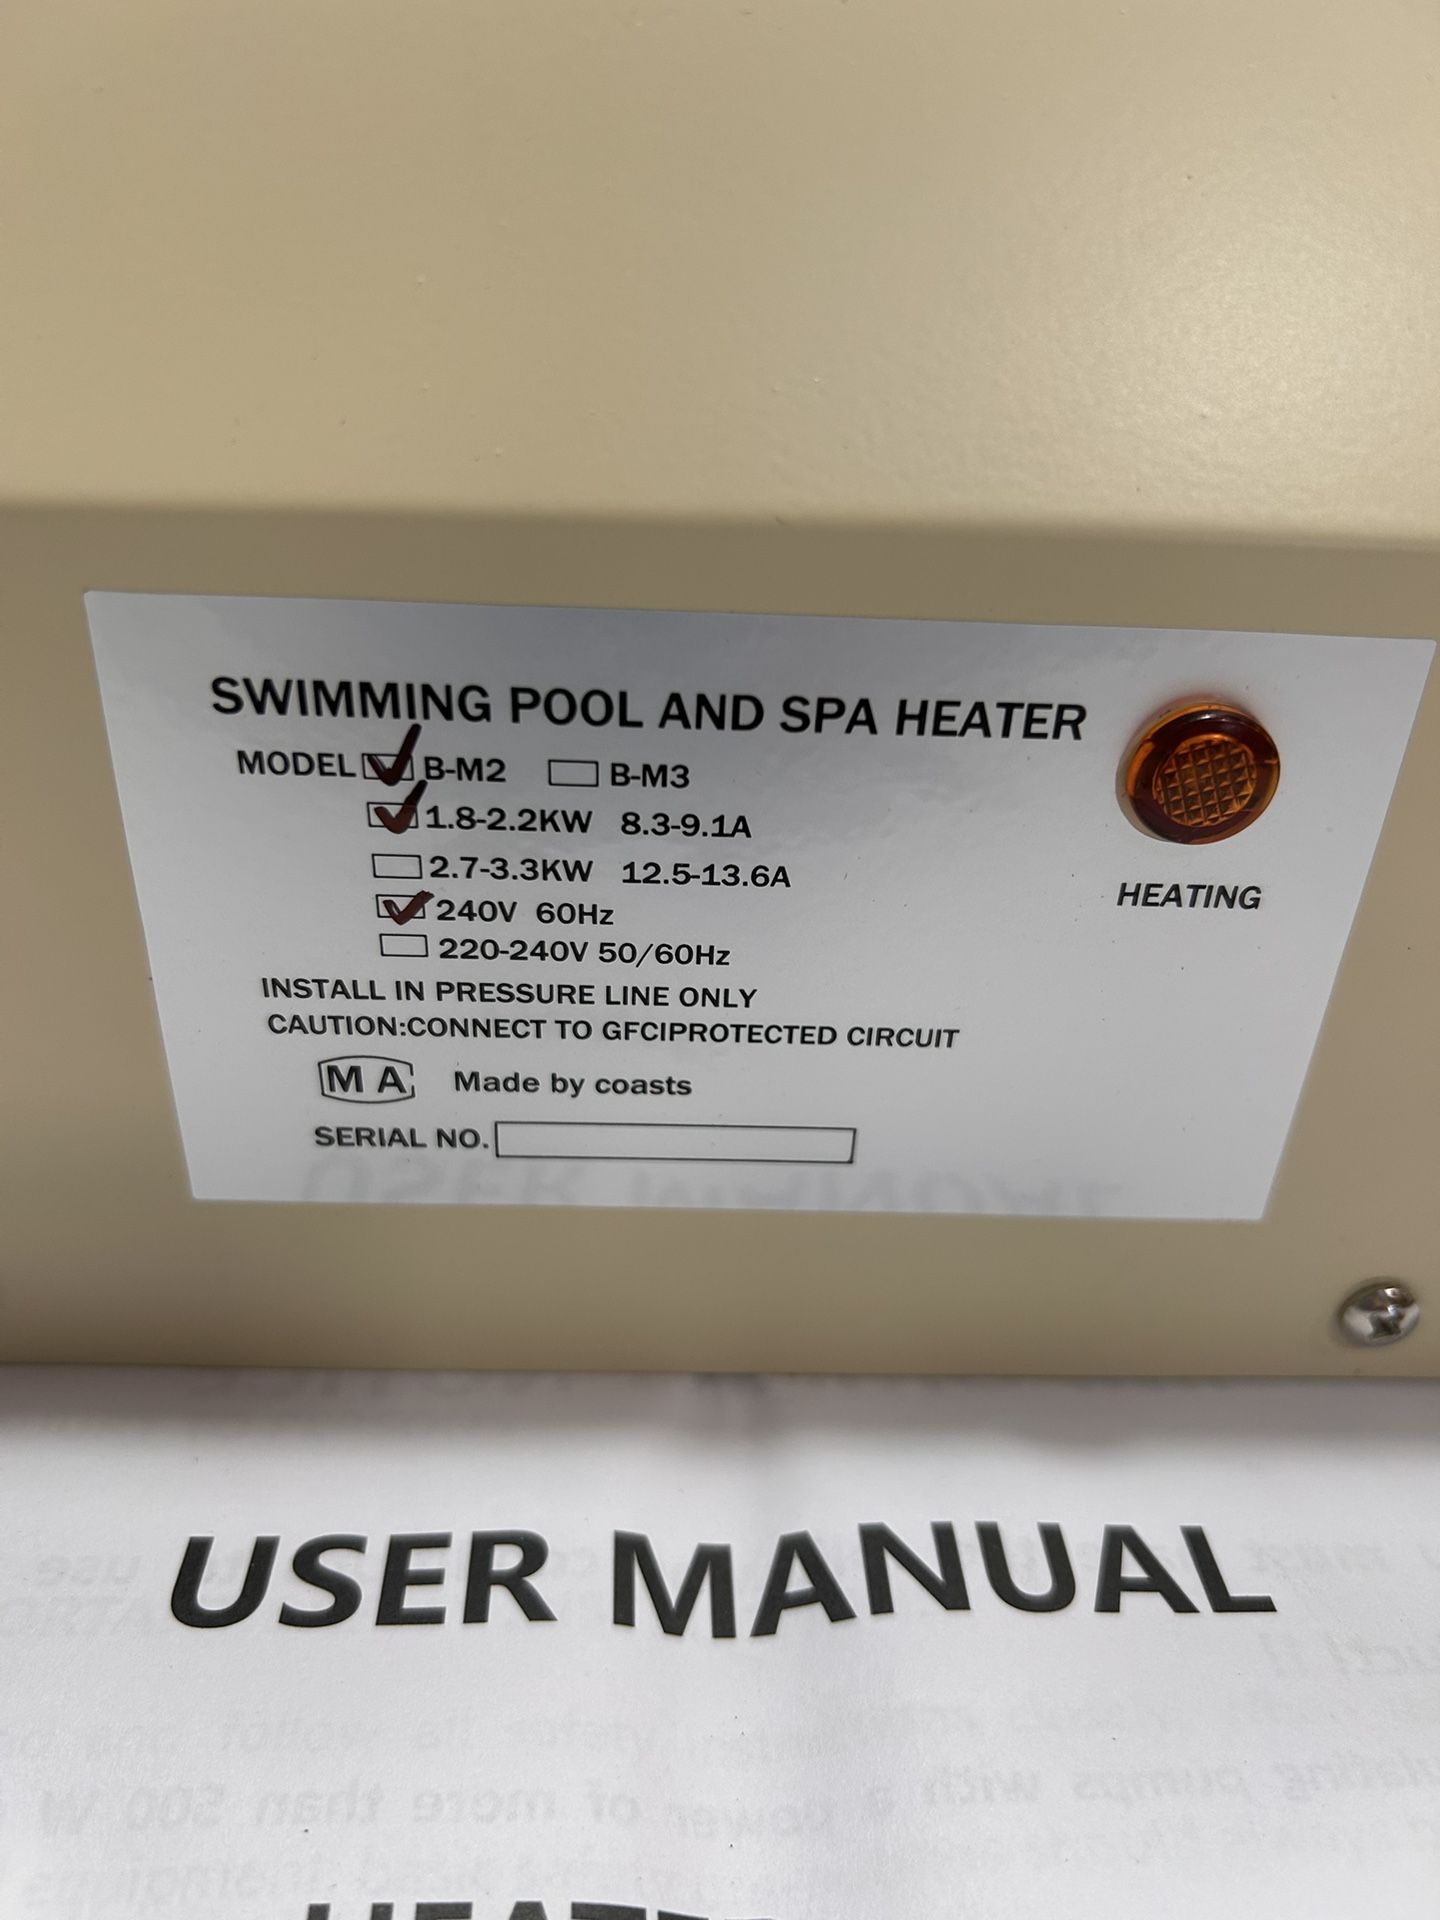 SWIMMING POOL AND SPA HEATER
MODEL B-M2 B-M3
1.8-2.2KW 8.3-9.1A
2.7-3.3KW 12.5-13.6A
240V 60Hz
220-240V 50/60Hz
INSTALL IN PRESSURE LINE ONLY
CAUTION:CONNECT TO GFCIPROTECTED CIRCUIT
MA Made by coasts
SERIAL NO.
HEATING
USER MANUAL
HEATER